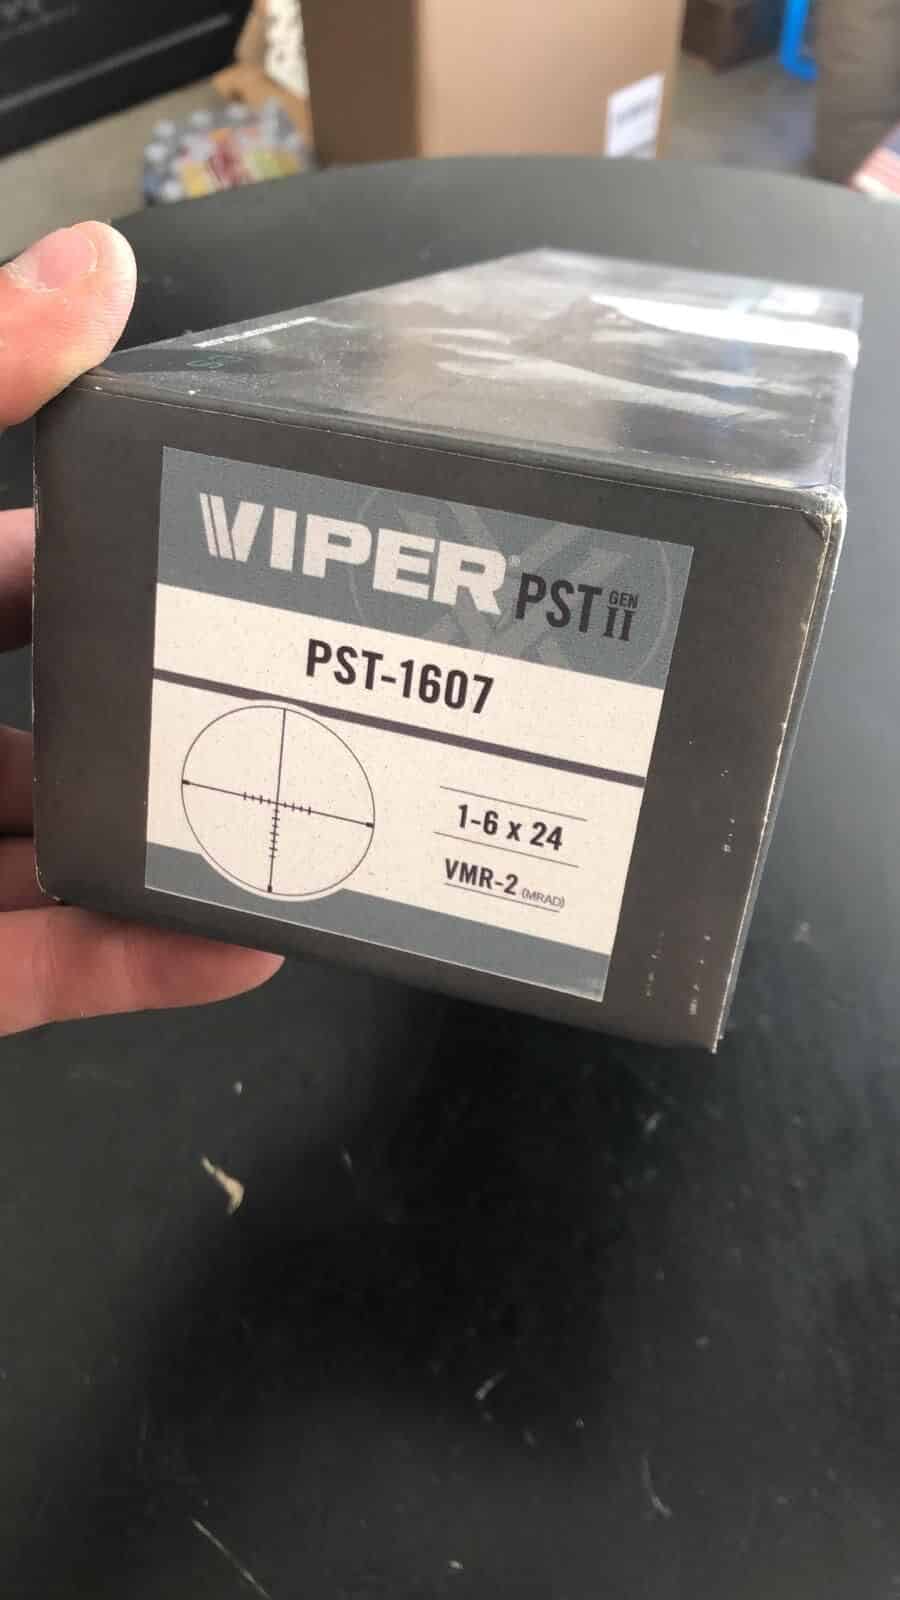 VIPER® PST GEN II
PST-1607
1-6 x 24
VMR-2 (MRAD)